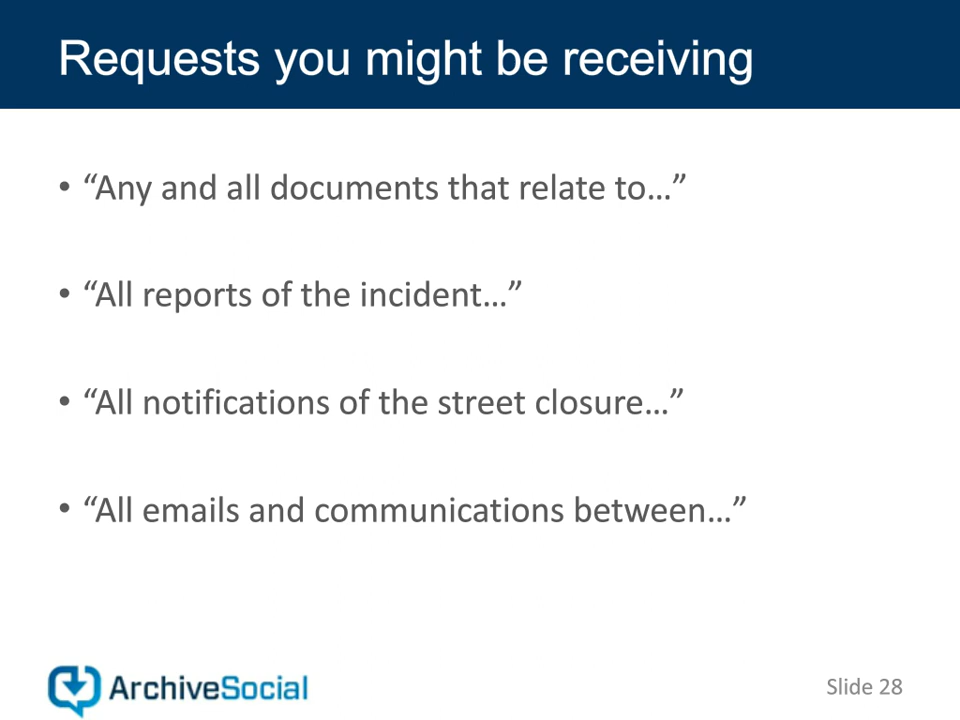 Requests you might be receiving
• “Any and all documents that relate to…”
• “All reports of the incident…”
• “All notifications of the street closure…”
• “All emails and communications between…”
ArchiveSocial
Slide 28